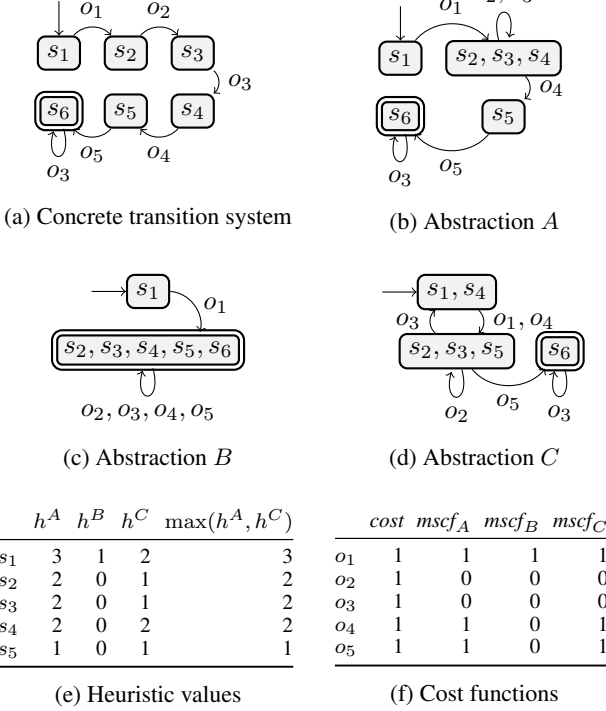 o₁ o₂
s₁ s₂ s₃
o₃
s₆ s₅ s₄
o₅ o₄
o₃
(a) Concrete transition system
o₁
s₁ s₂, s₃, s₄
o₄
s₆ s₅
o₅
o₃
(b) Abstraction A
s₁
o₁
s₂, s₃, s₄, s₅, s₆
o₂, o₃, o₄, o₅
(c) Abstraction B
s₁, s₄
o₃ o₁, o₄
s₂, s₃, s₅ s₆
o₅
o₂ o₃
(d) Abstraction C
hᴬ hᴮ hᶜ max(hᴬ, hᶜ)
s₁ 3 1 2 3
s₂ 2 0 1 2
s₃ 2 0 1 2
s₄ 2 0 2 2
s₅ 1 0 1 1
(e) Heuristic values
cost mscf_A mscf_B mscf_C
o₁ 1 1 1 1
o₂ 1 0 0 0
o₃ 1 0 0 0
o₄ 1 1 0 1
o₅ 1 1 0 1
(f) Cost functions